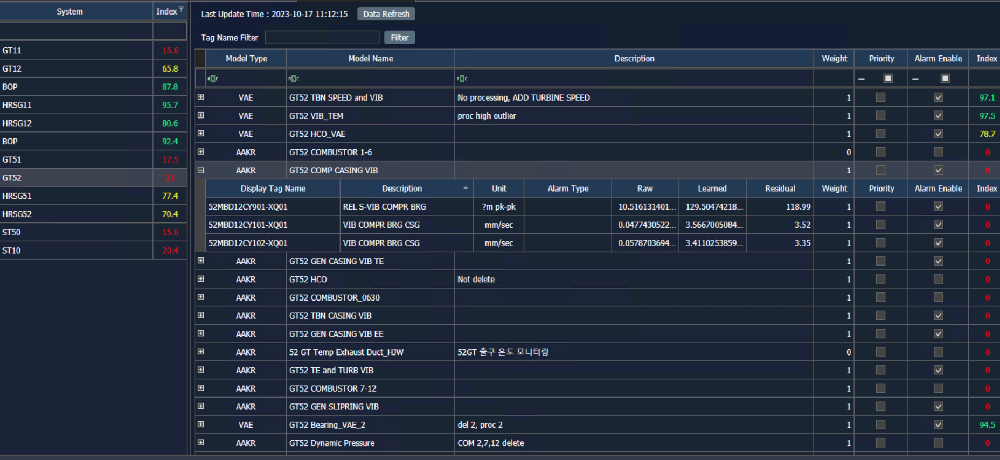 System Index
GT11 15.6
GT12 65.8
BOP 87.8
HRSG11 95.7
HRSG12 80.6
BOP 92.4
GT51 17.5
GT52 21
HRSG51 77.4
HRSG52 70.4
ST50 15.6
ST10 20.4
Last Update Time : 2023-10-17 11:12:15 Data Refresh
Tag Name Filter Filter
Model Type Model Name Description Weight Priority Alarm Enable Index
ABC ABC ABC = =
VAE GT52 TBN SPEED and VIB No processing, ADD TURBINE SPEED 1 97.1
VAE GT52 VIB_TEM proc high outlier 1 97.5
VAE GT52 HCO_VAE 1 78.7
AAKR GT52 COMBUSTOR 1-6 0 0
AAKR GT52 COMP CASING VIB 1 0
Display Tag Name Description Unit Alarm Type Raw Learned Residual Weight Priority Alarm Enable Index
52MBD12CY901-XQ01 REL S-VIB COMPR BRG ?m pk-pk 10.516131401... 129.50474218... 118.99 1 0
52MBD12CY101-XQ01 VIB COMPR BRG CSG mm/sec 0.0477430522... 3.5667005084... 3.52 1 0
52MBD12CY102-XQ01 VIB COMPR BRG CSG mm/sec 0.0578703694... 3.4110253859... 3.35 1 0
AAKR GT52 GEN CASING VIB TE 1 0
AAKR GT52 HCO Not delete 1 0
AAKR GT52 COMBUSTOR_0630 1 0
AAKR GT52 TBN CASING VIB 1 0
AAKR GT52 GEN CASING VIB EE 1 0
AAKR 52 GT Temp Exhaust Duct_HJW 52GT 출구 온도 모니터링 0 0
AAKR GT52 TE and TURB VIB 1 0
AAKR GT52 COMBUSTOR 7-12 1 0
AAKR GT52 GEN SLIPRING VIB 1 0
VAE GT52 Bearing_VAE_2 del 2, proc 2 1 94.5
AAKR GT52 Dynamic Pressure COM 2,7,12 delete 1 0